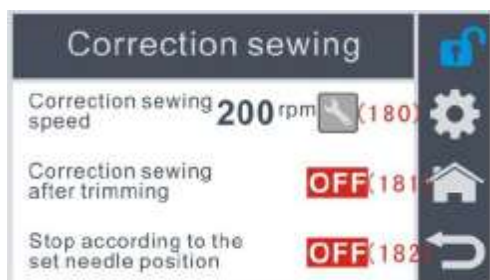 Correction sewing
Correction sewing
speed
200 rpm (180)
Correction sewing
after trimming
OFF (181
Stop according to the
set needle position
OFF (182